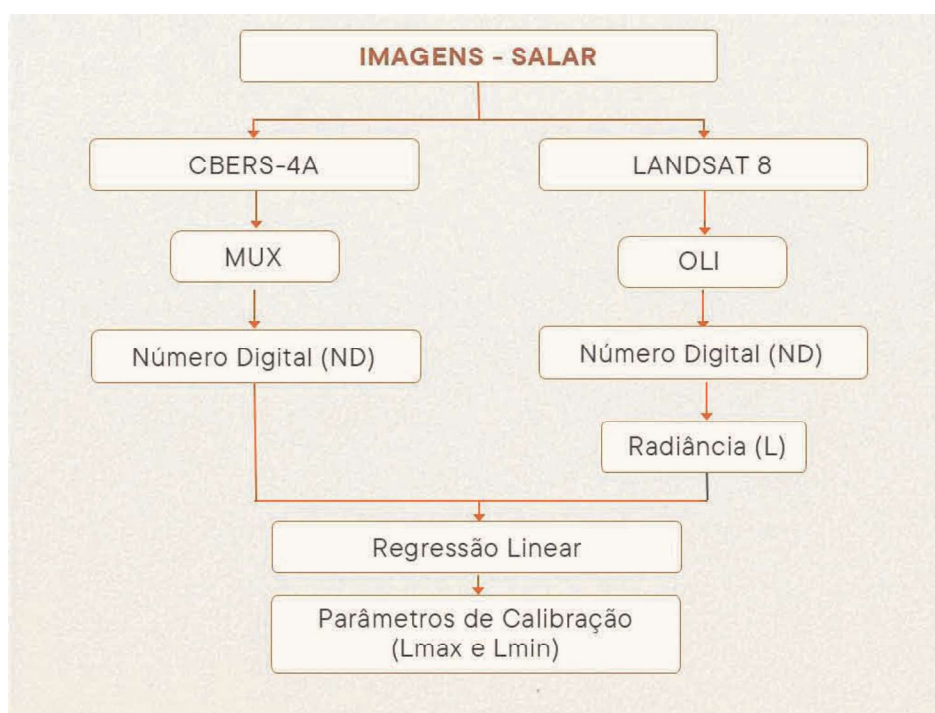 IMAGENS - SALAR
CBERS-4A
LANDSAT 8
MUX
OLI
Número Digital (ND)
Número Digital (ND)
Radiância (L)
Regressão Linear
Parâmetros de Calibração
(Lmax e Lmin)